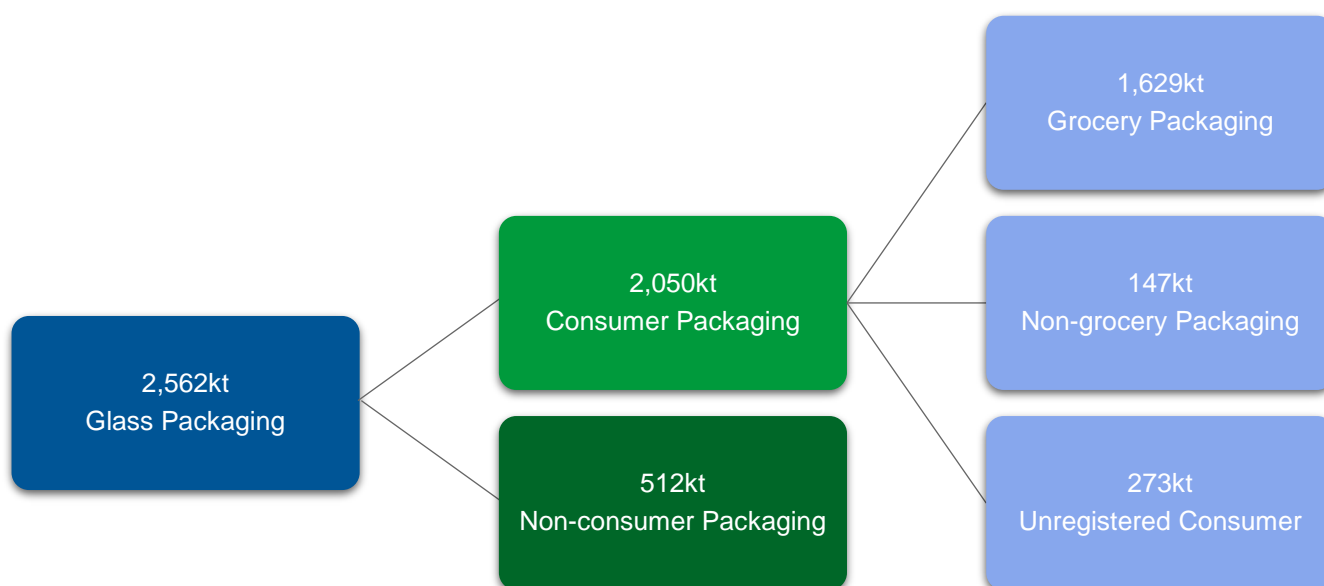 2,562kt
Glass Packaging
2,050kt
Consumer Packaging
512kt
Non-consumer Packaging
1,629kt
Grocery Packaging
147kt
Non-grocery Packaging
273kt
Unregistered Consumer